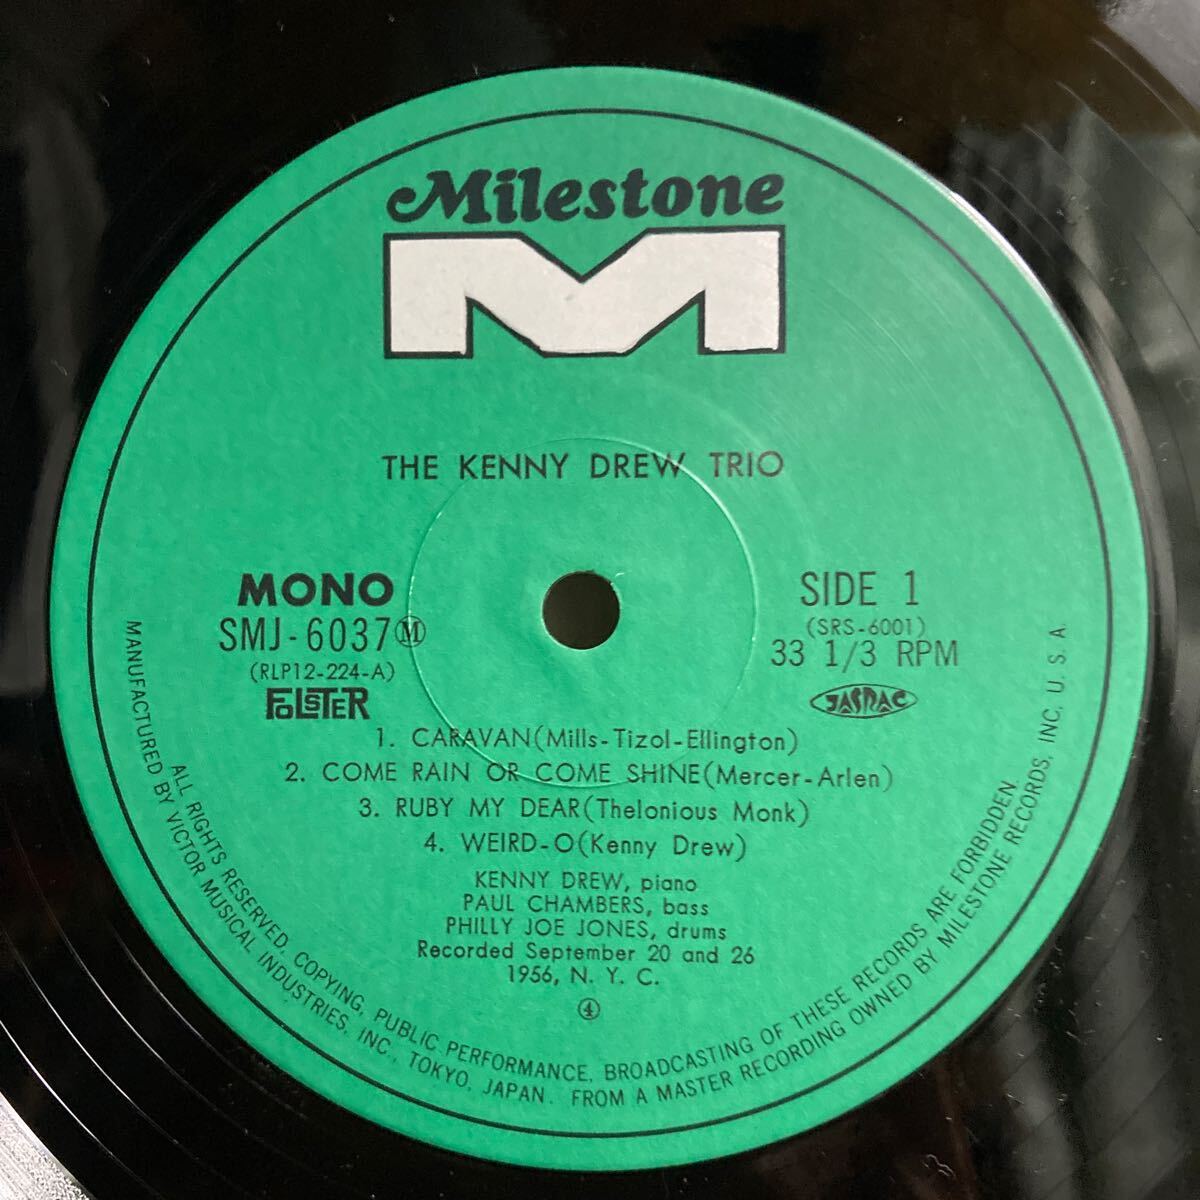 Milestone
THE KENNY DREW TRIO
MONO
SMJ-6037Ⓜ
(RLP12-224-A)
FOLSTER
SIDE 1
(SRS-6001)
33 1/3 RPM
JASRAC
1. CARAVAN(Mills-Tizol-Ellington)
2. COME RAIN OR COME SHINE(Mercer-Arlen)
3. RUBY MY DEAR(Thelonious Monk)
4. WEIRD-O(Kenny Drew)
KENNY DREW, piano
PAUL CHAMBERS, bass
PHILLY JOE JONES, drums
Recorded September 20 and 26
1956, N. Y. C.
④
ALL RIGHTS RESERVED. COPYING, PUBLIC PERFORMANCE, BROADCASTING OF THESE RECORDS ARE FORBIDDEN.
MANUFACTURED BY VICTOR MUSICAL INDUSTRIES, INC., TOKYO, JAPAN. FROM A MASTER RECORDING OWNED BY MILESTONE RECORDS, INC. U. S. A.